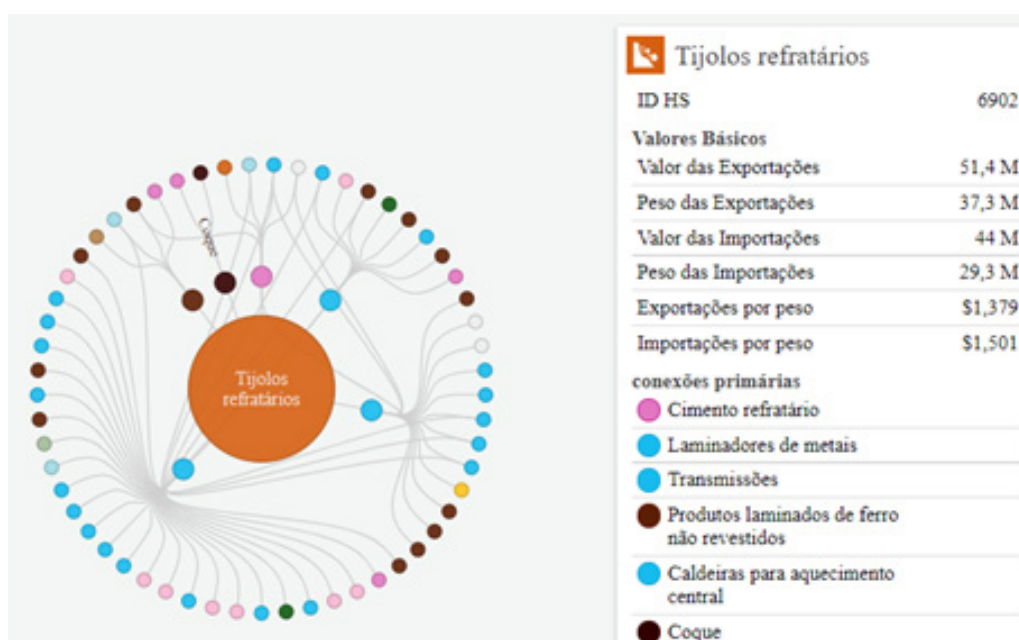 Coque
Tijolos
refratários
Tijolos refratários
ID HS 6902
Valores Básicos
Valor das Exportações 51,4 M
Peso das Exportações 37,3 M
Valor das Importações 44 M
Peso das Importações 29,3 M
Exportações por peso $1,379
Importações por peso $1,501
conexões primárias
Cimento refratário
Laminadores de metais
Transmissões
Produtos laminados de ferro
não revestidos
Caldeiras para aquecimento
central
Coque